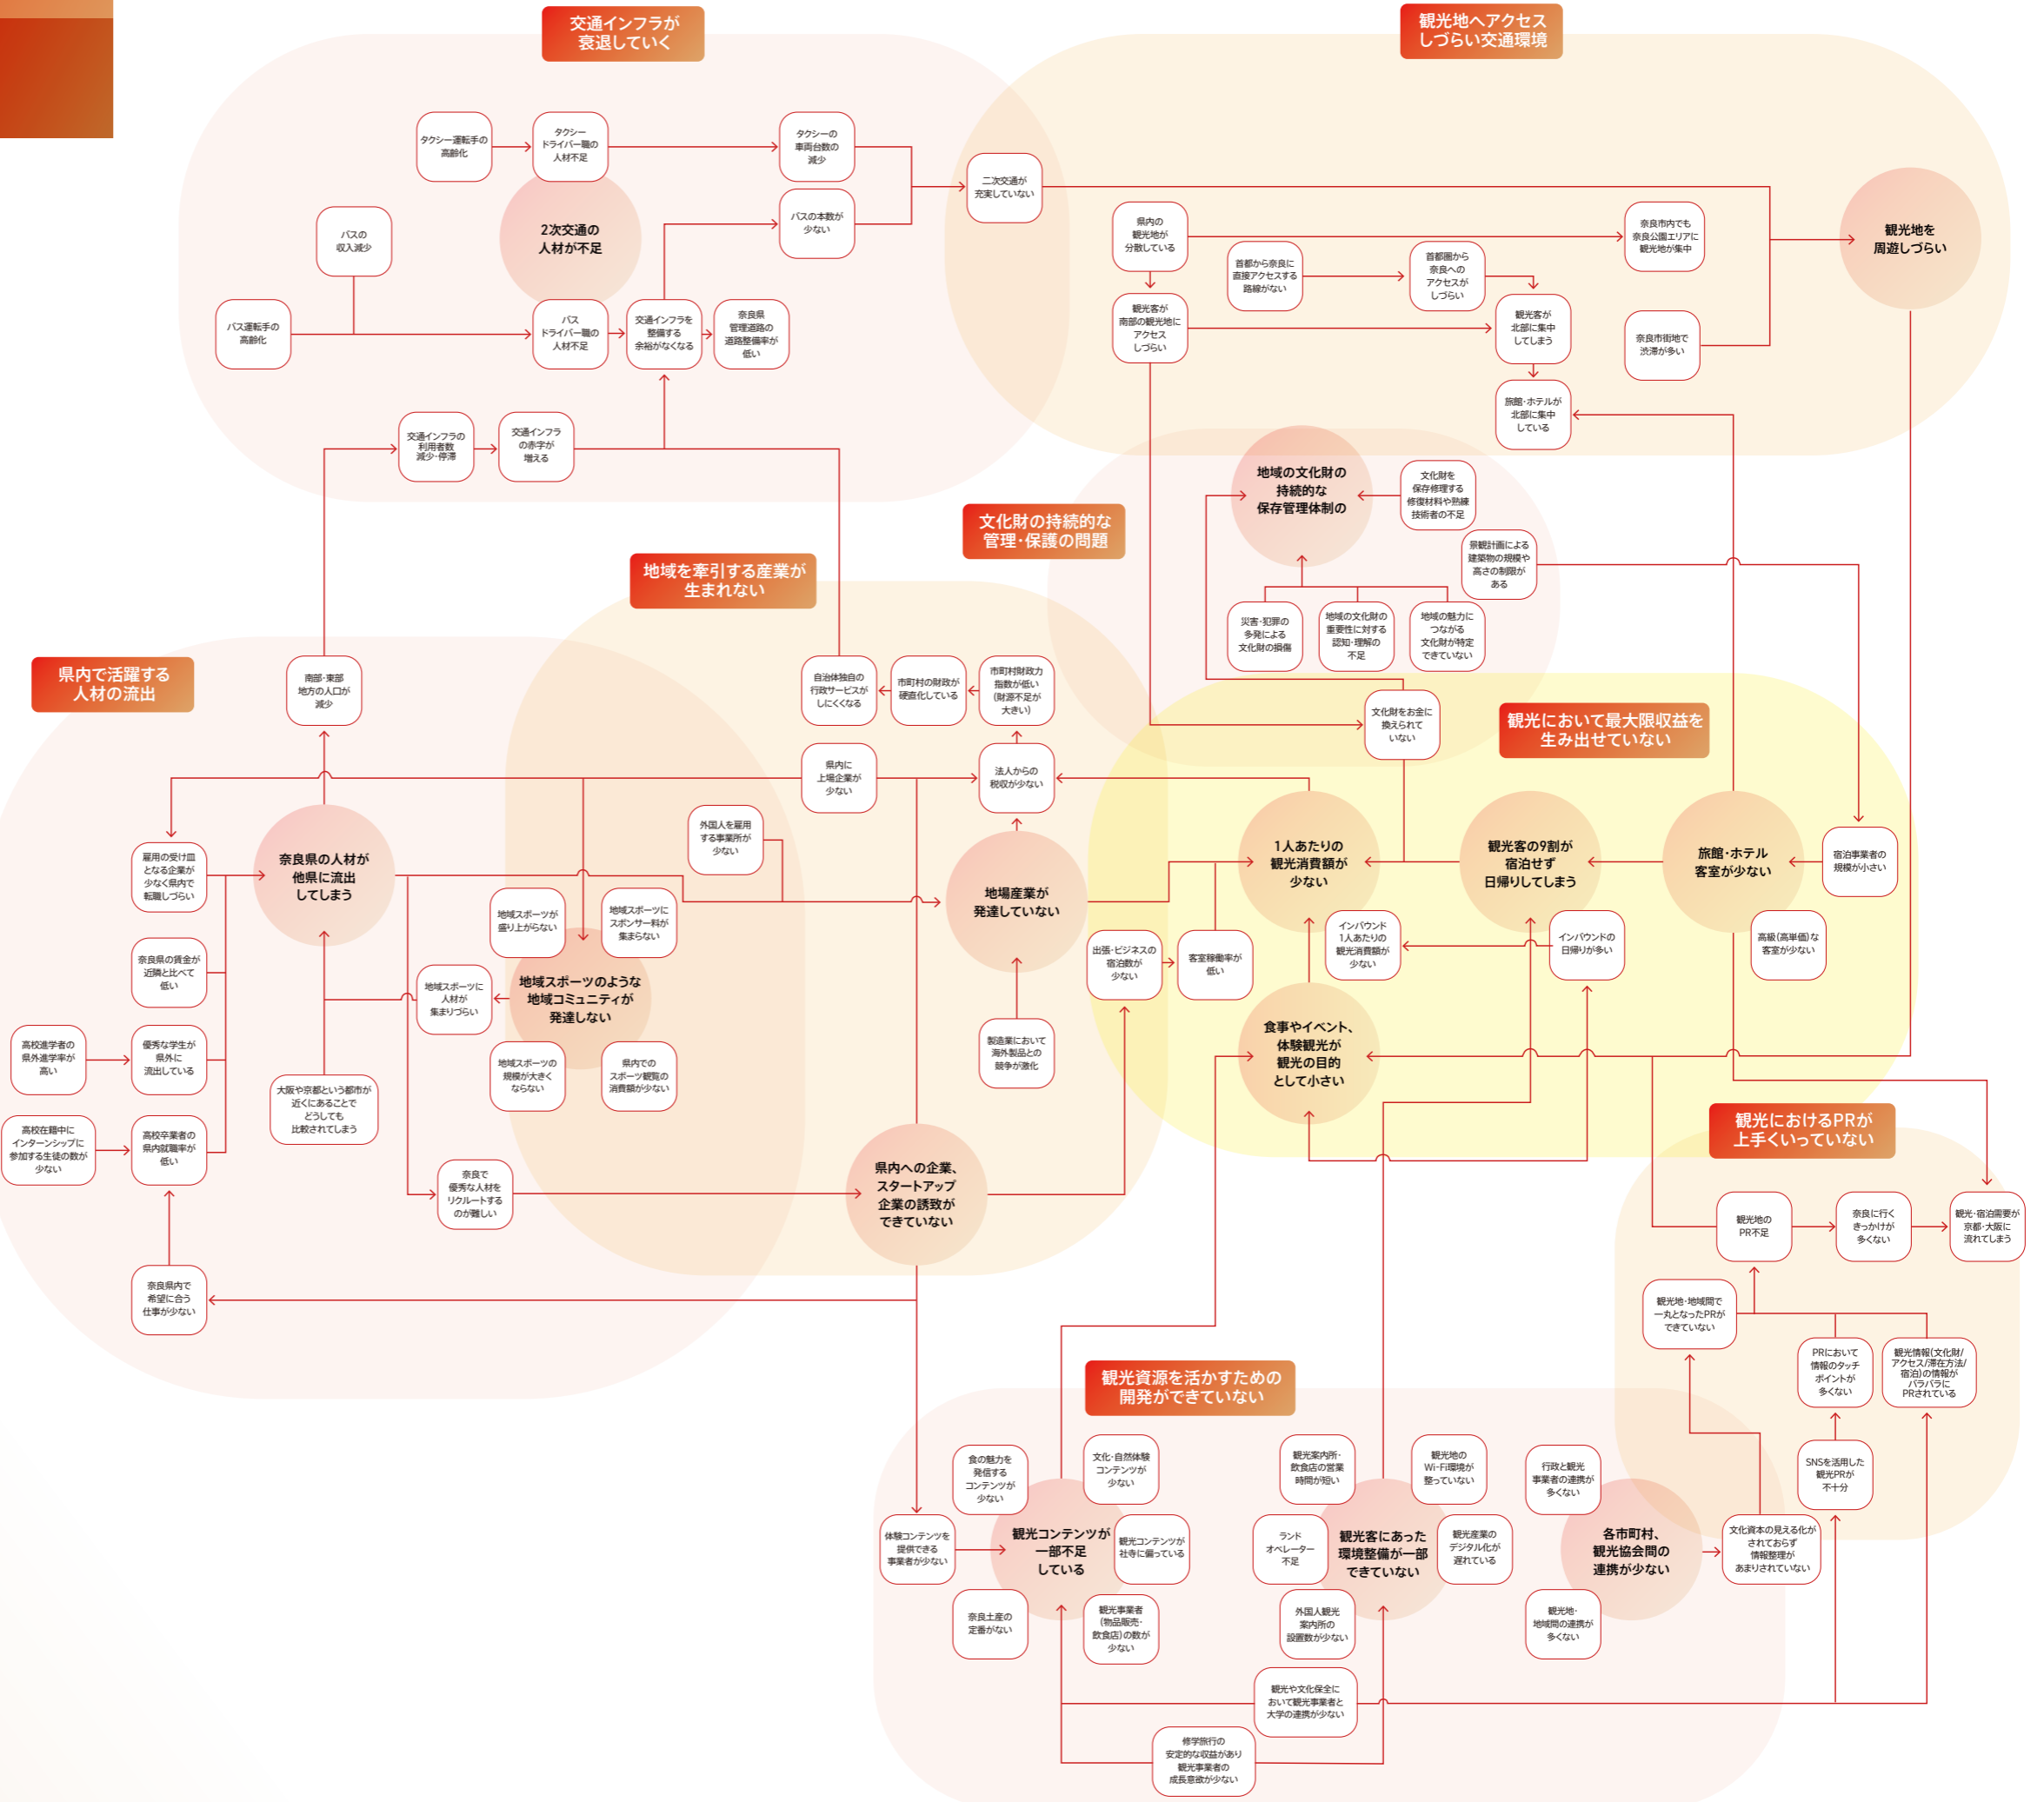 交通インフラが
衰退していく
観光地へアクセス
しづらい交通環境
タクシー運転手の
高齢化
タクシー
ドライバー職の
人材不足
タクシーの
車両台数の
減少
二次交通が
充実していない
バスの
収入減少
2次交通の
人材が不足
バスの本数が
少ない
県内の
観光地が
分散している
首都から奈良に
直接アクセスする
路線がない
首都圏から
奈良への
アクセスが
しづらい
奈良市内でも
奈良公園エリアに
観光地が集中
観光地を
周遊しづらい
バス運転手の
高齢化
バス
ドライバー職の
人材不足
交通インフラを
整備する
余裕がなくなる
奈良県
管理道路の
道路整備率が
低い
観光客が
南部の観光地に
アクセス
しづらい
観光客が
北部に集中
してしまう
奈良市街地で
渋滞が多い
旅館・ホテルが
北部に集中
している
交通インフラの
利用者数
減少・停滞
交通インフラ
の赤字が
増える
文化財の持続的な
管理・保護の問題
地域の文化財の
持続的な
保存管理体制の
文化財を
保存修理する
修復材料や熟練
技術者の不足
景観計画による
建築物の規模や
高さの制限が
ある
災害・犯罪の
多発による
文化財の損傷
地域の文化財の
重要性に対する
認知・理解の
不足
地域の魅力に
つながる
文化財が特定
できていない
地域を牽引する産業が
生まれない
県内で活躍する
人材の流出
南部・東部
地方の人口が
減少
自治体独自の
行政サービスが
しにくくなる
市町村の財政が
硬直化している
市町村財政力
指数が低い
(財源不足が
大きい)
文化財をお金に
換えられて
いない
観光において最大限収益を
生み出せていない
県内に
上場企業が
少ない
法人からの
税収が少ない
外国人を雇用
する事業所が
少ない
雇用の受け皿
となる企業が
少なく県内で
転職しづらい
奈良県の人材が
他県に流出
してしまう
地域スポーツが
盛り上がらない
地域スポーツに
スポンサー料が
集まらない
地場産業が
発達していない
1人あたりの
観光消費額が
少ない
観光客の9割が
宿泊せず
日帰りしてしまう
旅館・ホテル
客室が少ない
宿泊事業者の
規模が小さい
奈良県の賃金が
近隣と比べて
低い
地域スポーツに
人材が
集まりづらい
地域スポーツのような
地域コミュニティが
発達しない
出張・ビジネスの
宿泊数が
少ない
客室稼働率が
低い
インバウンド
1人あたりの
観光消費額が
少ない
インバウンドの
日帰りが多い
高級(高単価)な
客室が少ない
高校進学者の
県外進学率が
高い
優秀な学生が
県外に
流出している
大阪や京都という都市が
近くにあることで
どうしても
比較されてしまう
地域スポーツの
規模が大きく
ならない
県内での
スポーツ観覧の
消費額が少ない
製造業において
海外製品との
競争が激化
食事やイベント、
体験観光が
観光の目的
として小さい
高校在籍中に
インターンシップに
参加する生徒の数が
少ない
高校卒業者の
県内就職率が
低い
奈良で
優秀な人材を
リクルートする
のが難しい
県内への企業、
スタートアップ
企業の誘致が
できていない
観光におけるPRが
上手くいっていない
観光地の
PR不足
奈良に行く
きっかけが
多くない
観光・宿泊需要が
京都・大阪に
流れてしまう
奈良県内で
希望に合う
仕事が少ない
観光地・地域間で
一丸となったPRが
できていない
PRにおいて
情報のタッチ
ポイントが
多くない
観光情報(文化財/
アクセス/滞在方法/
宿泊)の情報が
バラバラに
PRされている
観光資源を活かすための
開発ができていない
食の魅力を
発信する
コンテンツが
少ない
文化・自然体験
コンテンツが
少ない
観光案内所・
飲食店の営業
時間が短い
観光地の
Wi-Fi環境が
整っていない
行政と観光
事業者の連携が
多くない
SNSを活用した
観光PRが
不十分
体験コンテンツを
提供できる
事業者が少ない
観光コンテンツが
一部不足
している
観光コンテンツが
社寺に偏っている
ランド
オペレーター
不足
観光客にあった
環境整備が一部
できていない
観光産業の
デジタル化が
遅れている
各市町村、
観光協会間の
連携が少ない
文化資本の見える化が
されておらず
情報整理が
あまりされていない
奈良土産の
定番がない
観光事業者
(物品販売・
飲食店)の数が
少ない
外国人観光
案内所の
設置数が少ない
観光地・
地域間の連携が
多くない
観光や文化保全に
おいて観光事業者と
大学の連携が少ない
修学旅行の
安定的な収益があり
観光事業者の
成長意欲が少ない